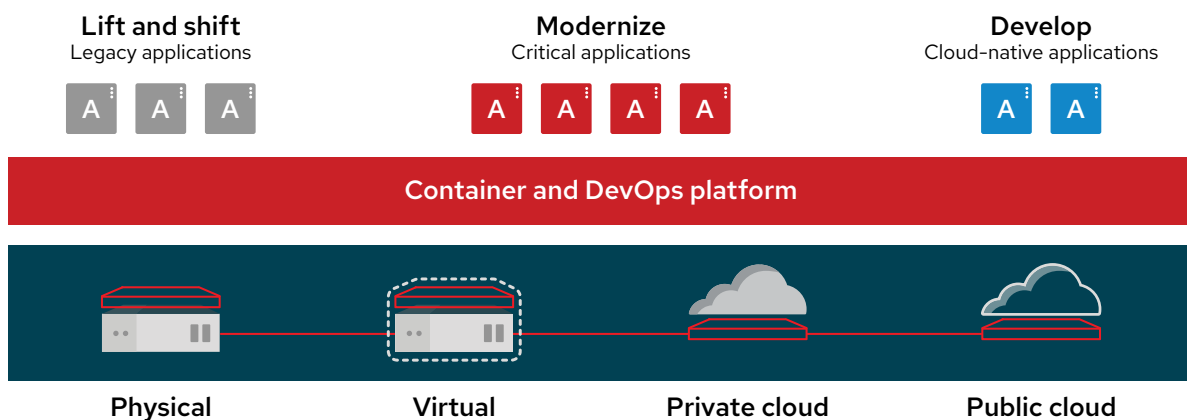 Lift and shift
Legacy applications
A A A
Modernize
Critical applications
A A A A
Develop
Cloud-native applications
A A
Container and DevOps platform
Physical
Virtual
Private cloud
Public cloud